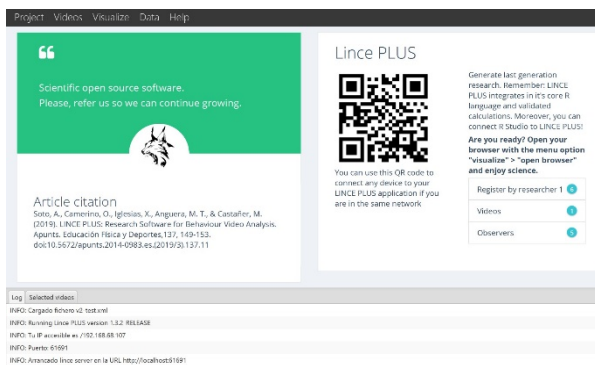 Project Videos Visualize Data Help
Scientific open source software.
Please, refer us so we can continue growing.
Article citation
Soto, A., Camerino, O., Iglesias, X., Anguera, M. T., & Castañer, M.
(2019). LINCE PLUS: Research Software for Behaviour Video Analysis.
Apunts. Educación Física y Deportes,137, 149-153.
doi:10.5672/apunts.2014-0983.es.(2019/3).137.11
Lince PLUS
You can use this QR code to
connect any device to your
LINCE PLUS application if you
are in the same network
Generate last generation
research. Remember: LINCE
PLUS integrates in it's core R
language and validated
calculations. Moreover, you can
connect R Studio to LINCE PLUS!
Are you ready? Open your
browser with the menu option
"visualize" > "open browser"
and enjoy science.
Register by researcher 1 4
Videos 1
Observers 5
Log Selected videos
INFO: Cargado fichero v2 test.xml
INFO: Running Lince PLUS version 1.3.2 RELEASE
INFO: Tu IP accesible es /192.168.68.107
INFO: Puerto: 61691
INFO: Arrancado lince server en la URL http://localhost:61691